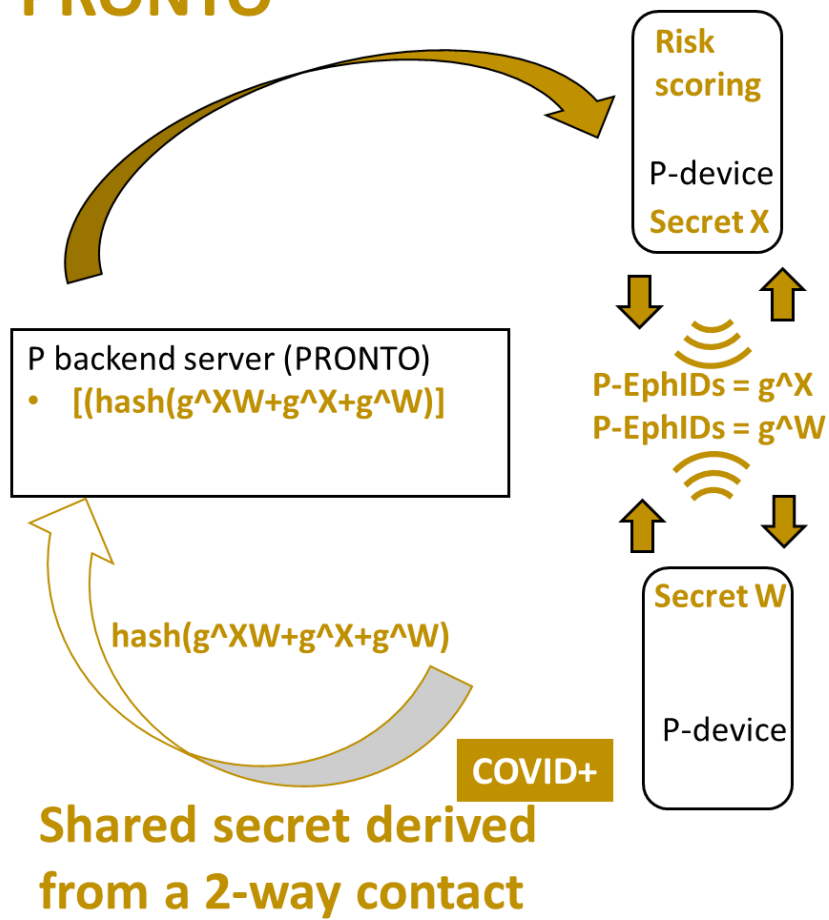 PRONTO
Risk
scoring
P-device
Secret X
P backend server (PRONTO)
• [(hash(g^XW+g^X+g^W)]
P-EphIDs = g^X
P-EphIDs = g^W
Secret W
P-device
hash(g^XW+g^X+g^W)
COVID+
Shared secret derived
from a 2-way contact